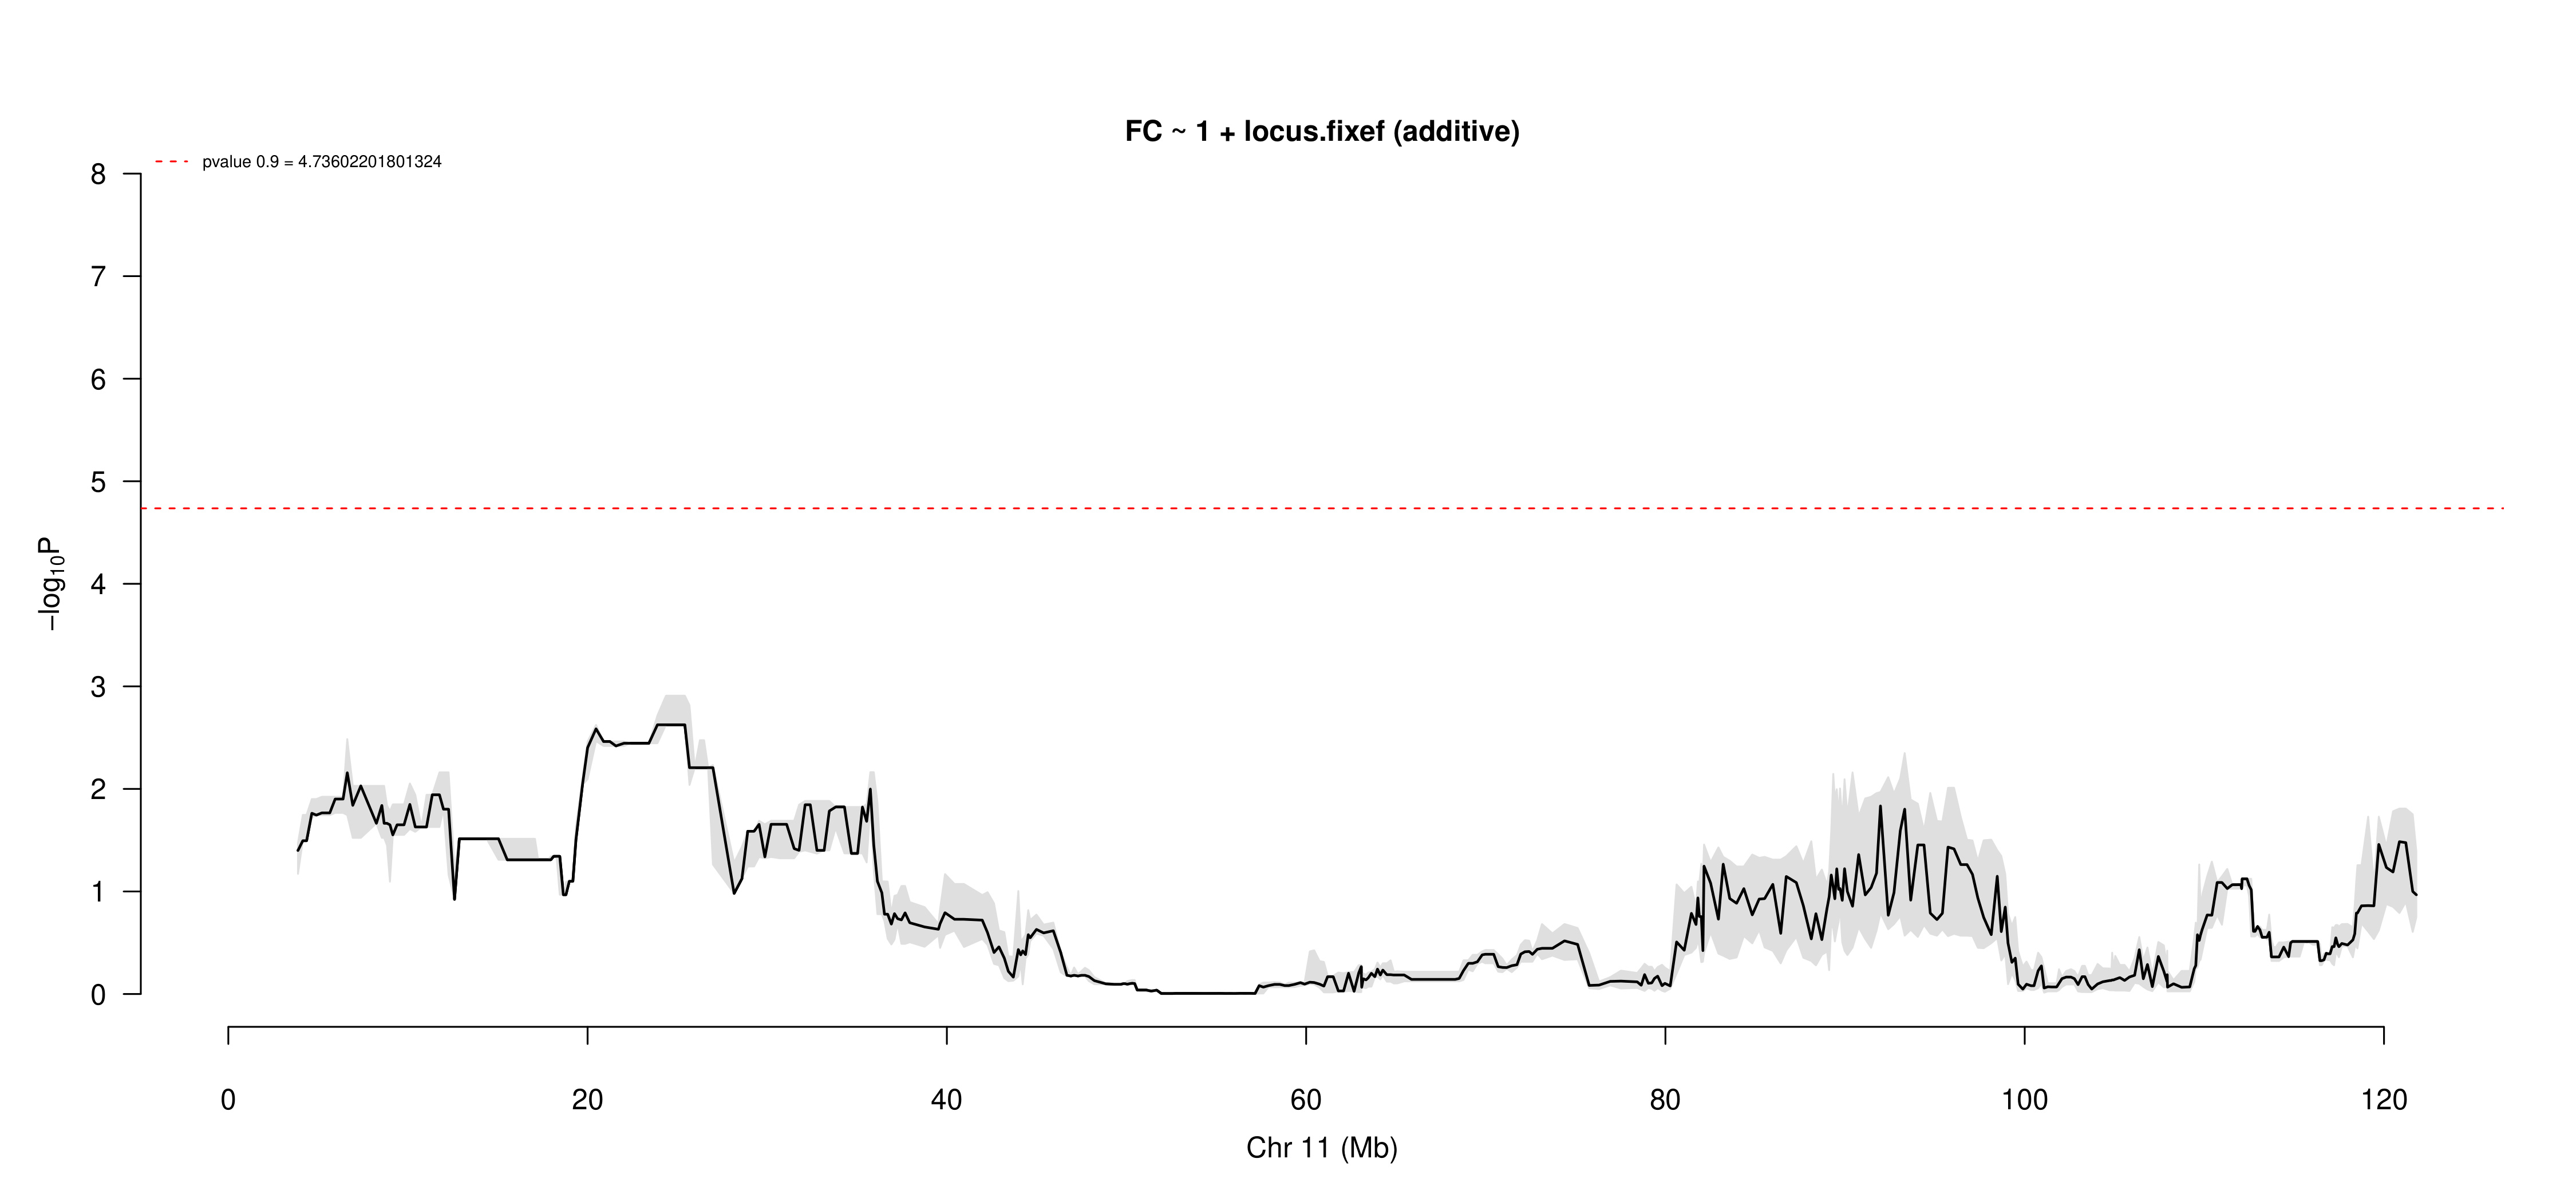 FC ~ 1 + locus.fixef (additive)
pvalue 0.9 = 4.73602201801324
8
7
6
5
4
3
2
1
0
−log10P
0 20 40 60 80 100 120
Chr 11 (Mb)